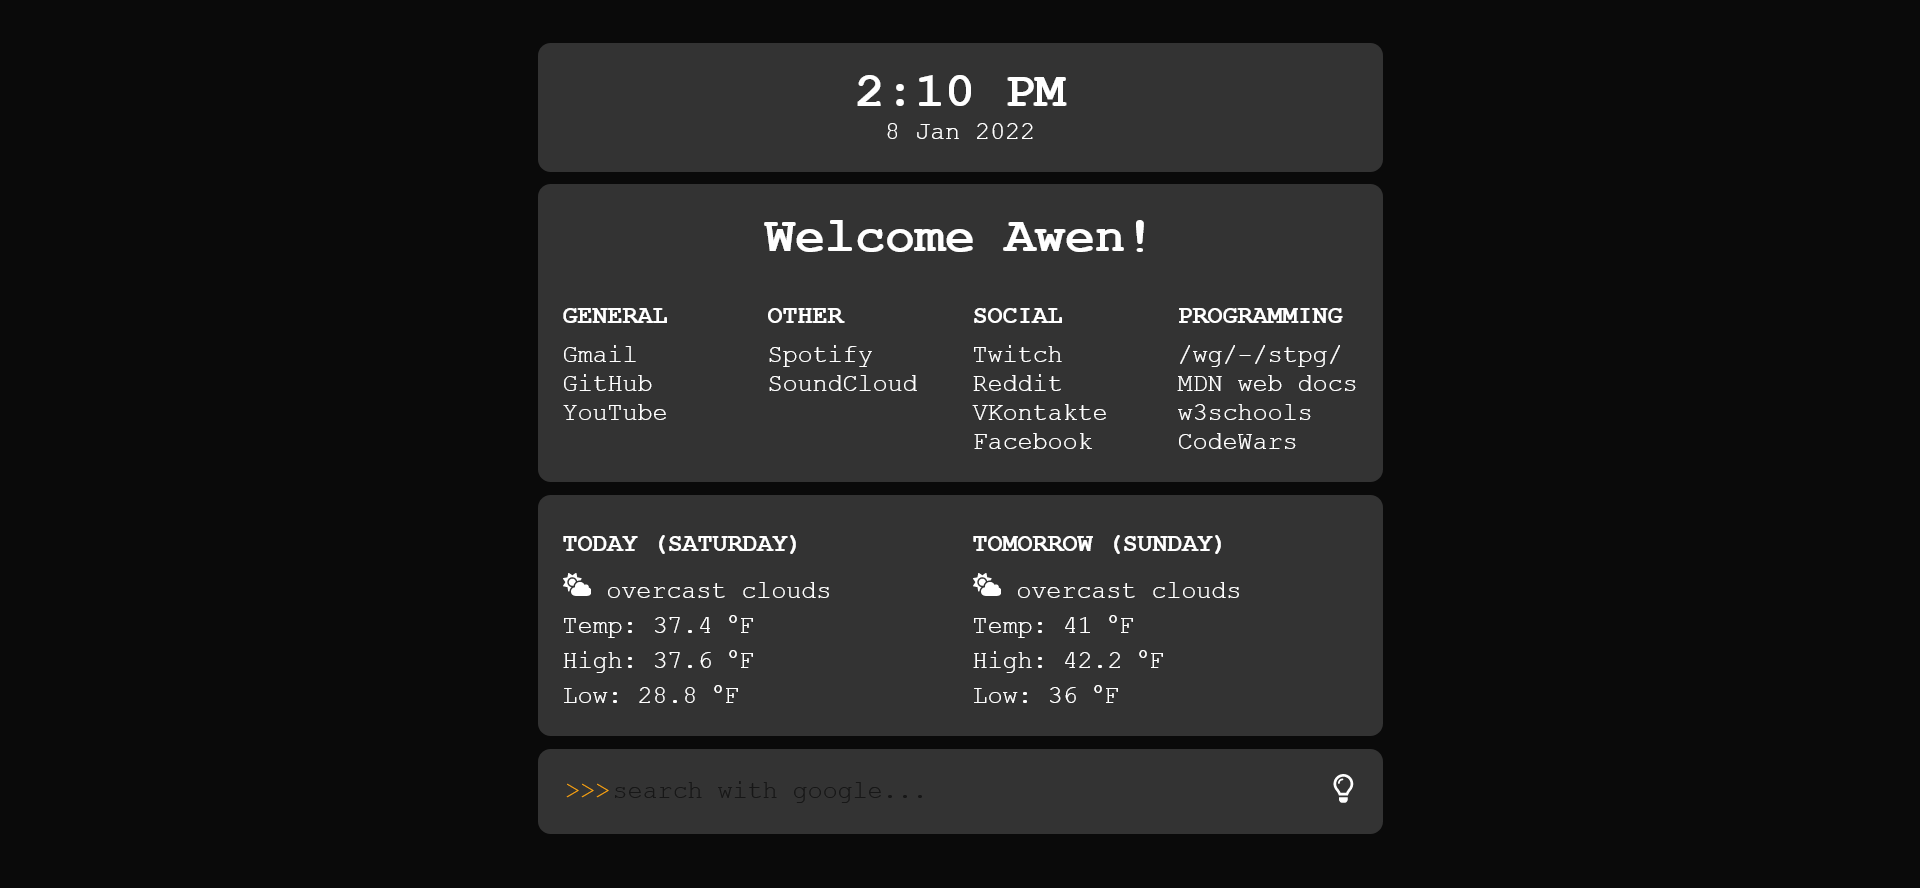 2:10 PM
8 Jan 2022
Welcome Awen!
GENERAL
Gmail
GitHub
YouTube
OTHER
Spotify
SoundCloud
SOCIAL
Twitch
Reddit
VKontakte
Facebook
PROGRAMMING
/wg/-/stpg/
MDN web docs
w3schools
CodeWars
TODAY (SATURDAY)
overcast clouds
Temp: 37.4 °F
High: 37.6 °F
Low: 28.8 °F
TOMORROW (SUNDAY)
overcast clouds
Temp: 41 °F
High: 42.2 °F
Low: 36 °F
>>>search with google...